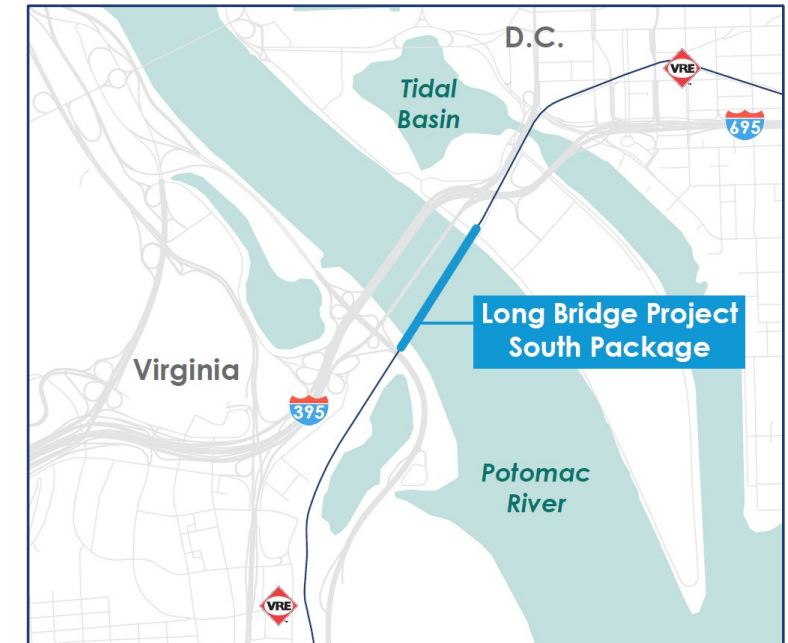 D.C.
VRE
Tidal
Basin
695
Long Bridge Project
South Package
Virginia
395
Potomac
River
VRE